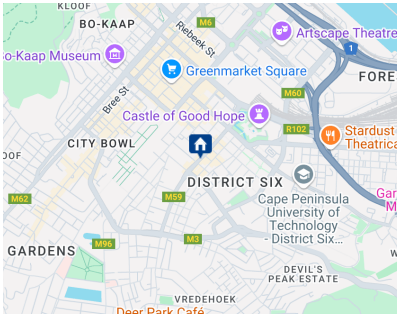 KLOOF
BO-KAAP
M6
Riebeek St
Artscape Theatre
o-Kaap Museum
1
Greenmarket Square
FORE
M60
Bree St
Castle of Good Hope
R102
Stardust
Theatrica
CITY BOWL
OOF
DISTRICT SIX
M62
M59
Cape Peninsula
University of
Technology
- District Six...
Gar
M
M96
M3
GARDENS
W
DEVIL'S
PEAK ESTATE
VREDEHOEK
Deer Park Café